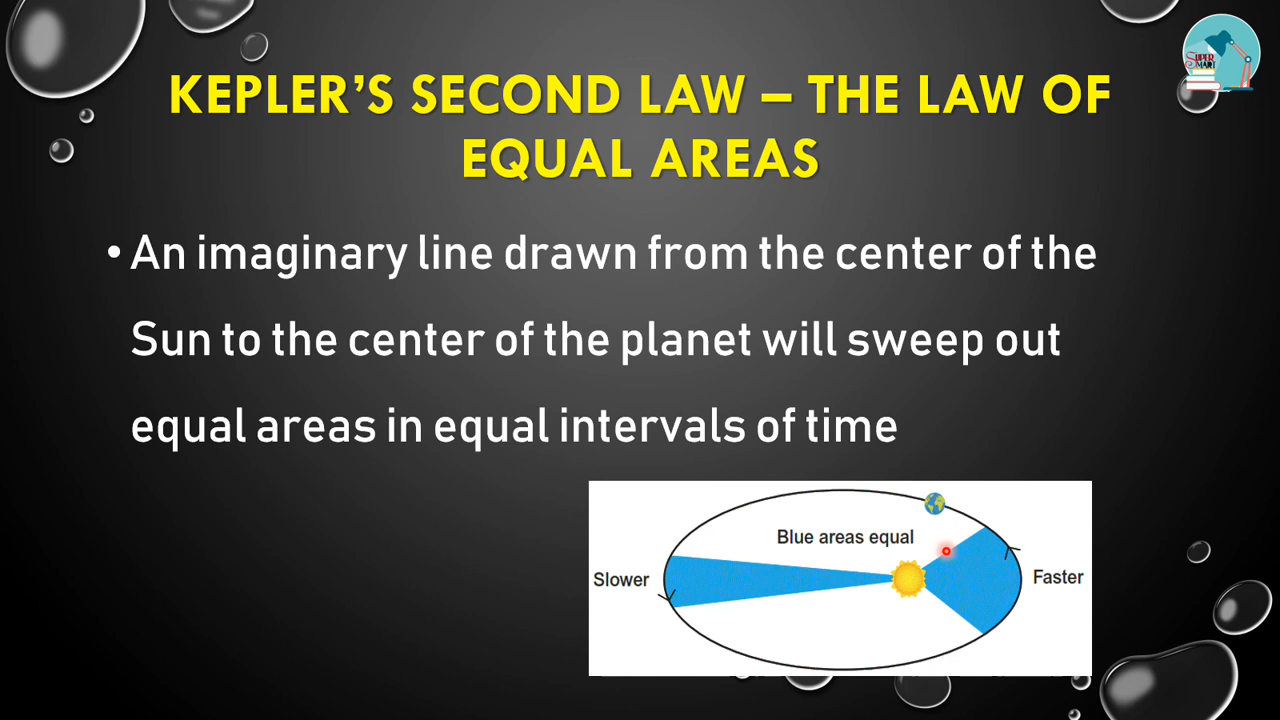 SUPER
SMART
KEPLER'S SECOND LAW – THE LAW OF
EQUAL AREAS
• An imaginary line drawn from the center of the
Sun to the center of the planet will sweep out
equal areas in equal intervals of time
Blue areas equal
Slower
Faster